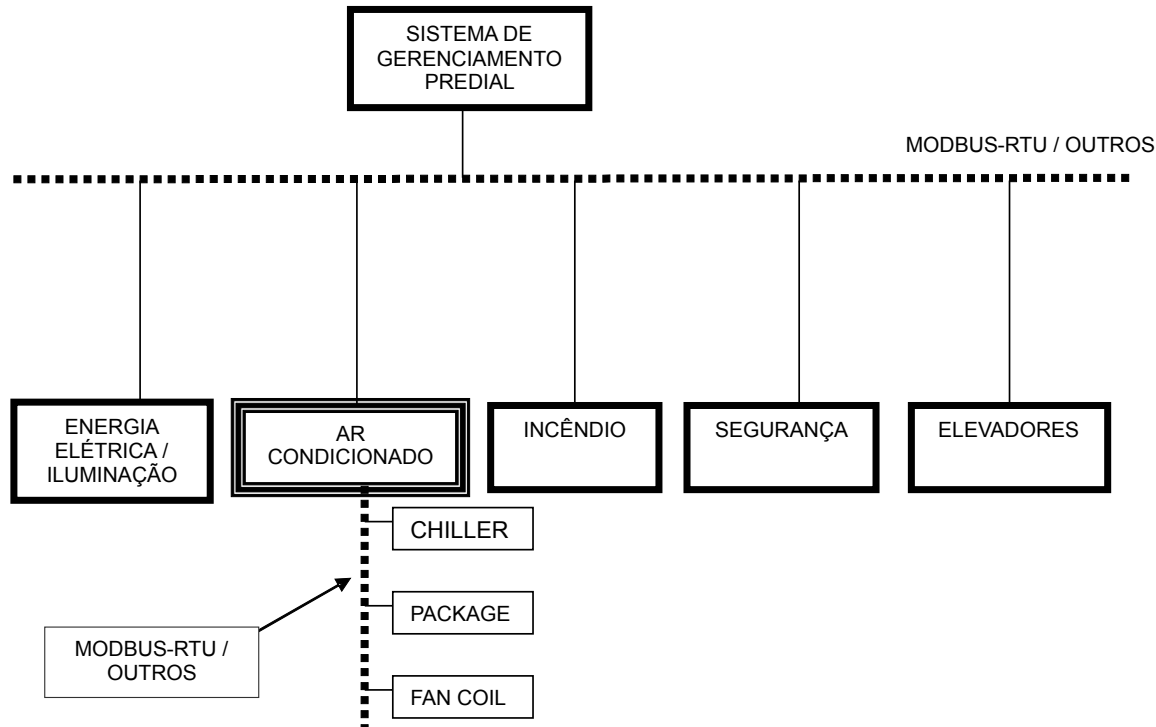 SISTEMA DE
GERENCIAMENTO
PREDIAL
MODBUS-RTU / OUTROS
ENERGIA
ELÉTRICA /
ILUMINAÇÃO
AR
CONDICIONADO
INCÊNDIO
SEGURANÇA
ELEVADORES
CHILLER
PACKAGE
MODBUS-RTU /
OUTROS
FAN COIL